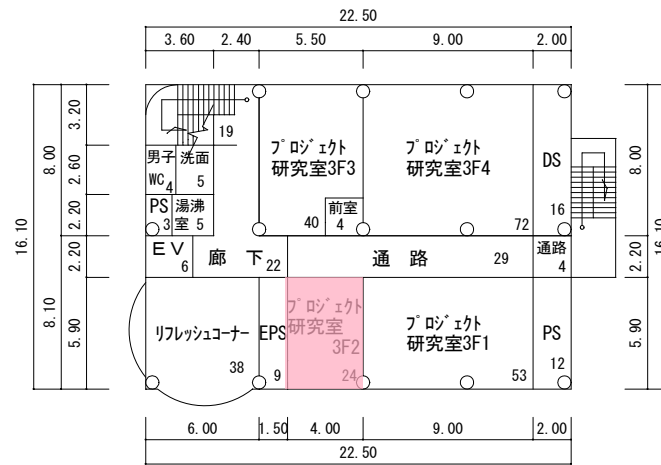 22.50
3.60 2.40 5.50 9.00 2.00
16.10
8.00
3.20
2.60
2.20
2.20
8.10
5.90
19
男子 洗面
WC 4 5
PS 湯沸
3 室 5
プロジェクト
研究室3F3
40
前室
4
プロジェクト
研究室3F4
72
DS
16
EV
6
廊下 22
通路 29
通路
4
リフレッシュコーナー
38
EPS
9
プロジェクト
研究室
3F2
24
プロジェクト
研究室3F1
53
PS
12
8.00
2.20
5.90
16.10
6.00 1.50 4.00 9.00 2.00
22.50